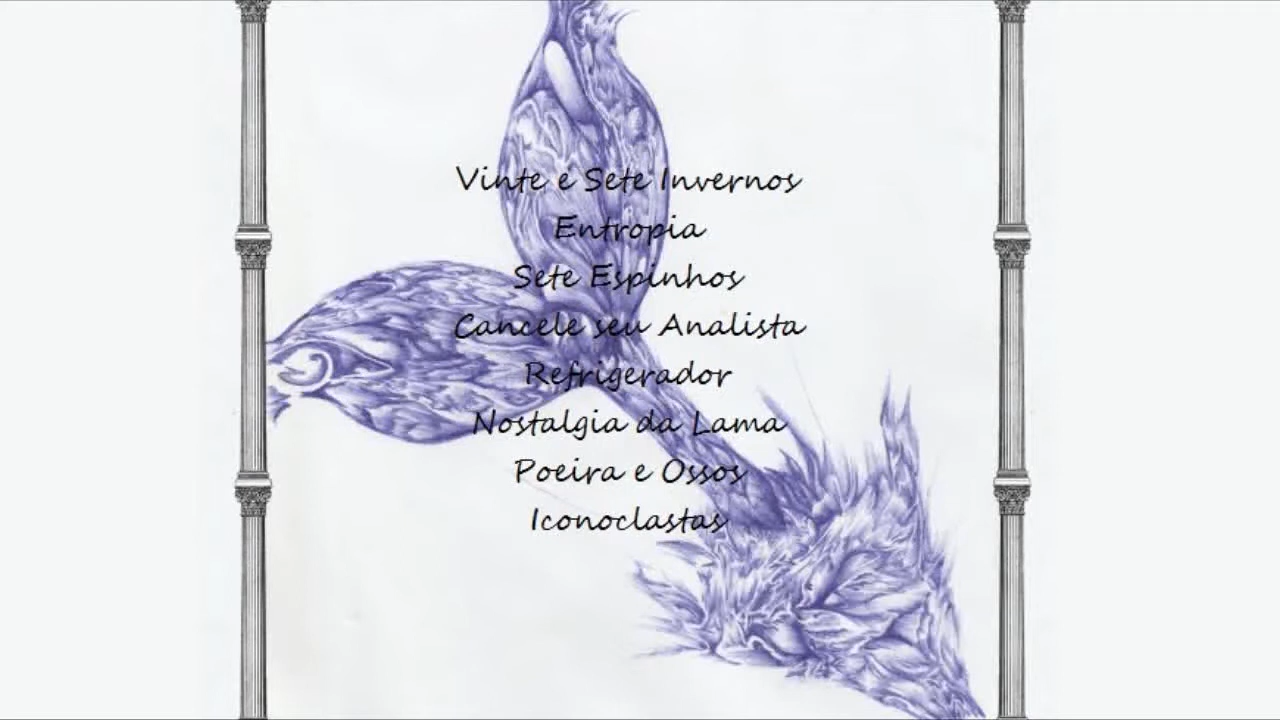 Vinte e Sete Invernos
Entropia
Sete Espinhos
Cancele seu Analista
Refrigerador
Nostalgia da Lama
Poeira e Ossos
Iconoclastas